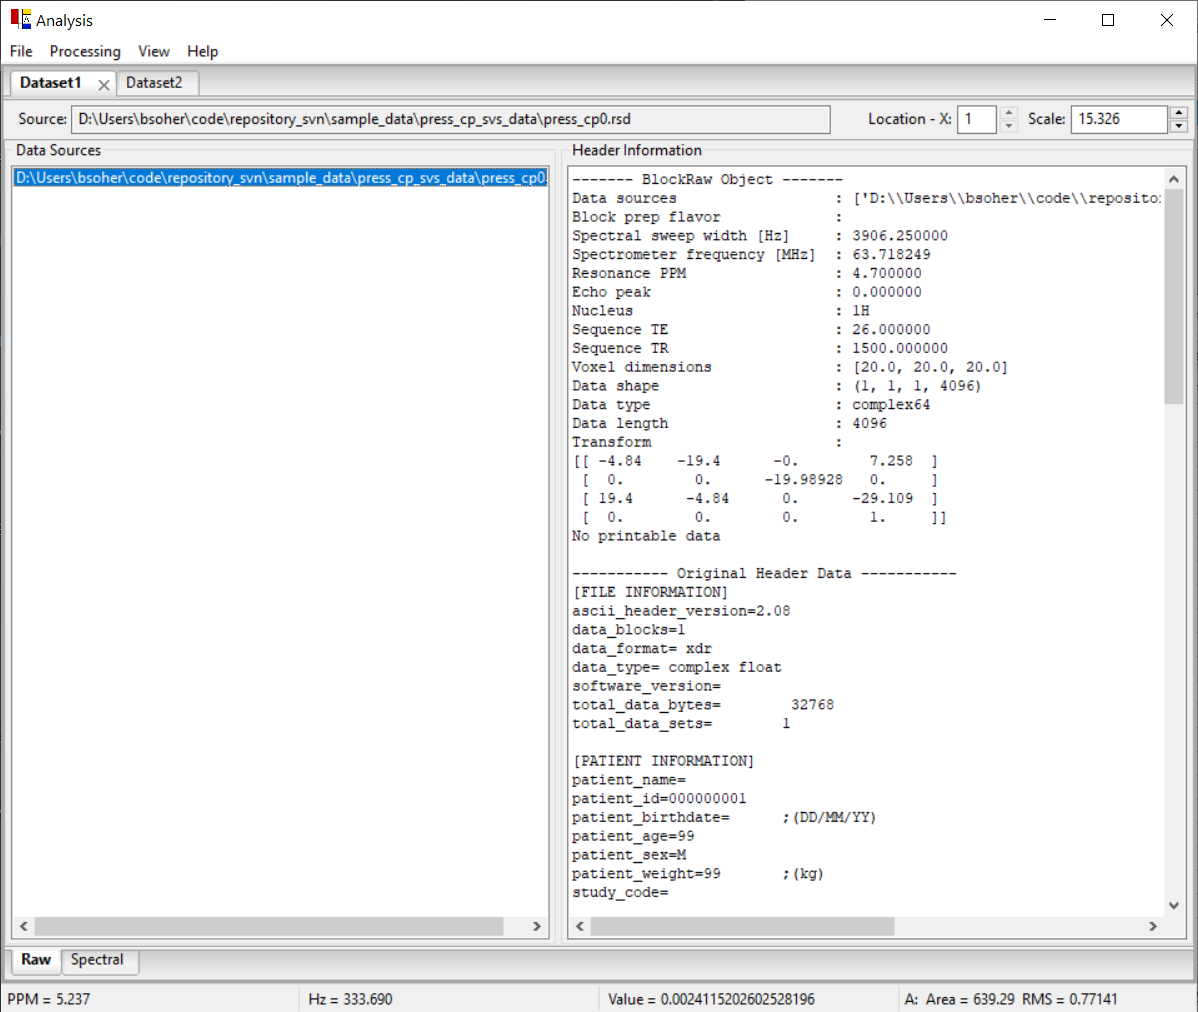 Analysis
File Processing View Help
Dataset1 Dataset2
Source: D:\Users\bsoher\code\repository_svn\sample_data\press_cp_svs_data\press_cp0.rsd Location - X: 1 Scale: 15.326
Data Sources
D:\Users\bsoher\code\repository_svn\sample_data\press_cp_svs_data\press_cp0.
Header Information
------- BlockRaw Object -------
Data sources : ['D:\\Users\\bsoher\\code\\reposito
Block prep flavor :
Spectral sweep width [Hz] : 3906.250000
Spectrometer frequency [MHz] : 63.718249
Resonance PPM : 4.700000
Echo peak : 0.000000
Nucleus : 1H
Sequence TE : 26.000000
Sequence TR : 1500.000000
Voxel dimensions : [20.0, 20.0, 20.0]
Data shape : (1, 1, 1, 4096)
Data type : complex64
Data length : 4096
Transform :
[[ -4.84 -19.4 -0. 7.258 ]
[ 0. 0. -19.98928 0. ]
[ 19.4 -4.84 0. -29.109 ]
[ 0. 0. 0. 1. ]]
No printable data
----------- Original Header Data -----------
[FILE INFORMATION]
ascii_header_version=2.08
data_blocks=1
data_format= xdr
data_type= complex float
software_version=
total_data_bytes= 32768
total_data_sets= 1
[PATIENT INFORMATION]
patient_name=
patient_id=000000001
patient_birthdate= ;(DD/MM/YY)
patient_age=99
patient_sex=M
patient_weight=99 ;(kg)
study_code=
Raw Spectral
PPM = 5.237 Hz = 333.690 Value = 0.0024115202602528196 A: Area = 639.29 RMS = 0.77141